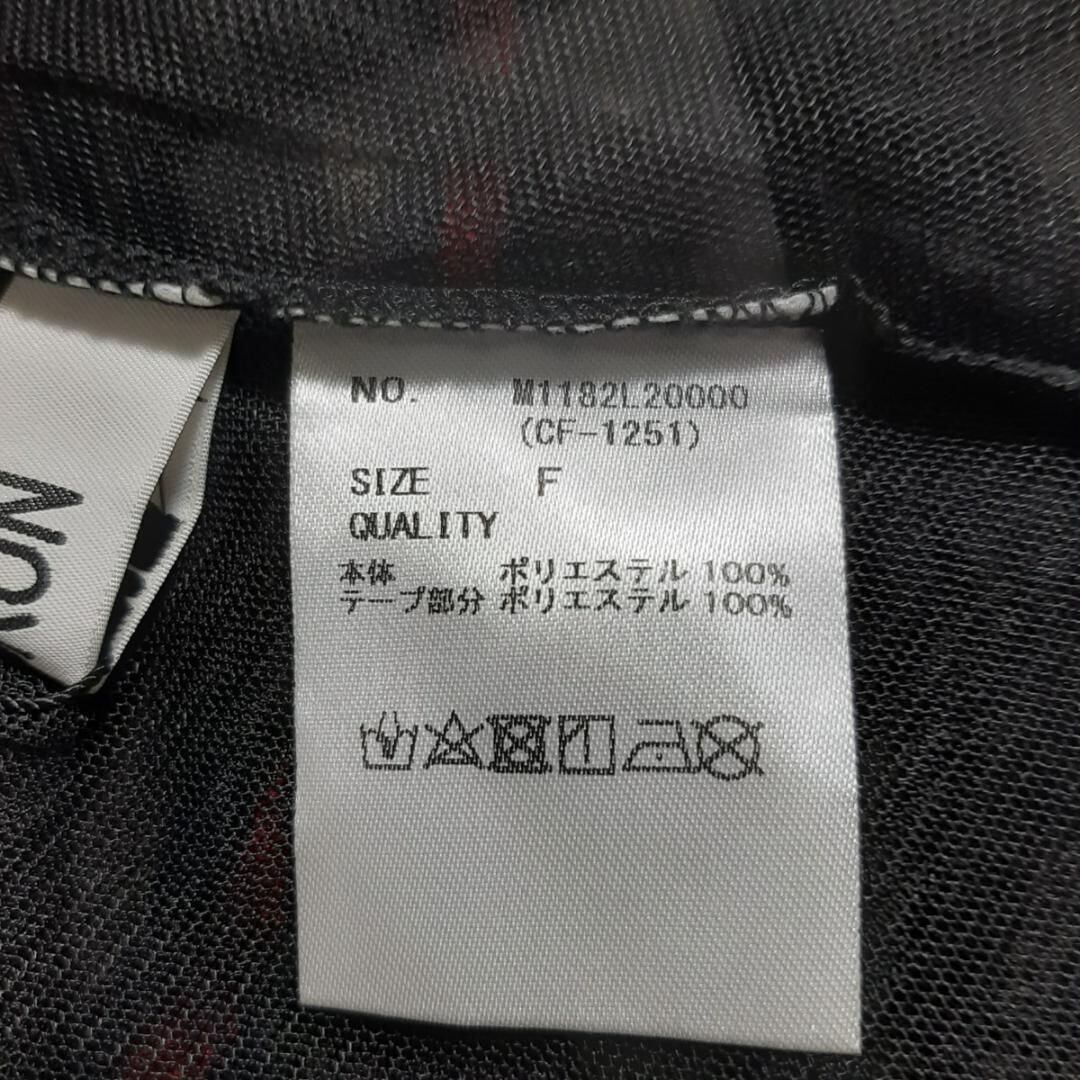 NO. M1182L20000
(CF-1251)
SIZE F
QUALITY
本体 ポリエステル 100%
テープ部分 ポリエステル 100%